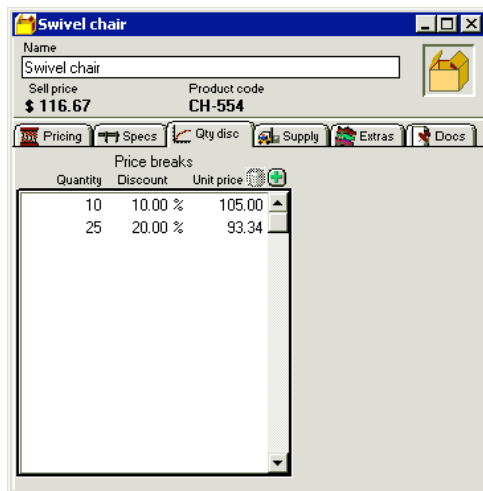 Swivel chair
Name
Swivel chair
Sell price Product code
$ 116.67 CH-554
Pricing Specs Qty disc Supply Extras Docs
Price breaks
Quantity Discount Unit price
10 10.00 % 105.00
25 20.00 % 93.34